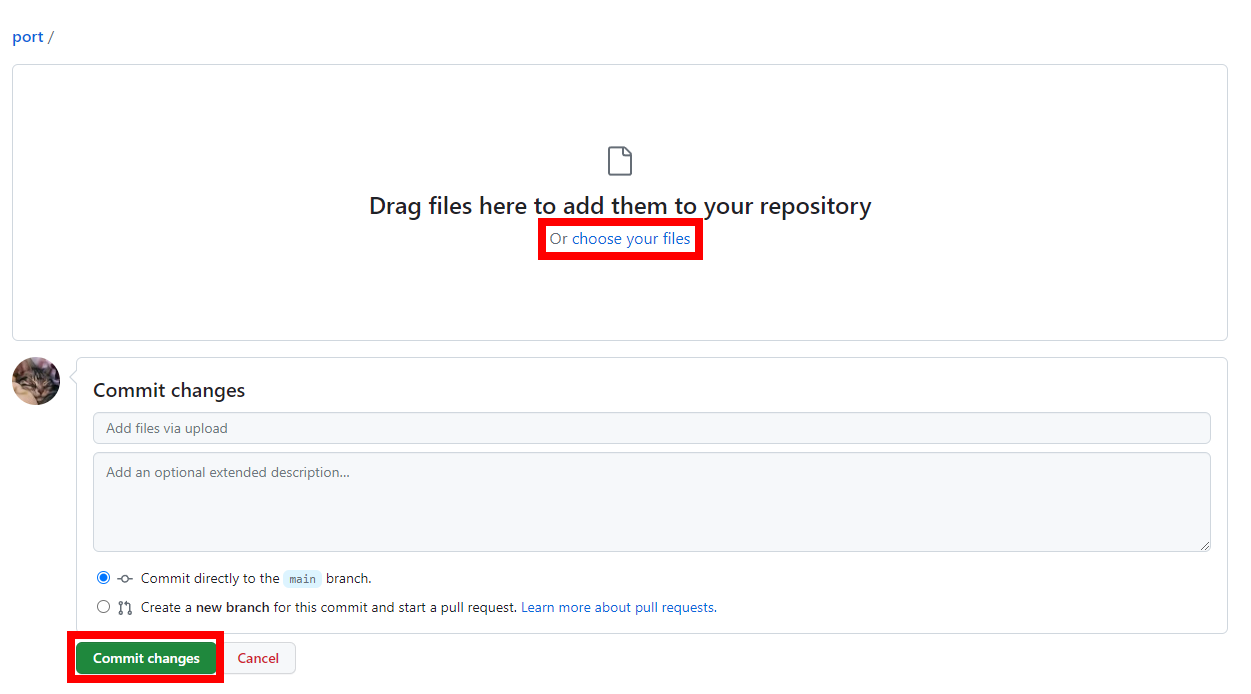 port /
Drag files here to add them to your repository
Or choose your files
Commit changes
Add files via upload
Add an optional extended description...
Commit directly to the main branch.
Create a new branch for this commit and start a pull request. Learn more about pull requests.
Commit changes Cancel